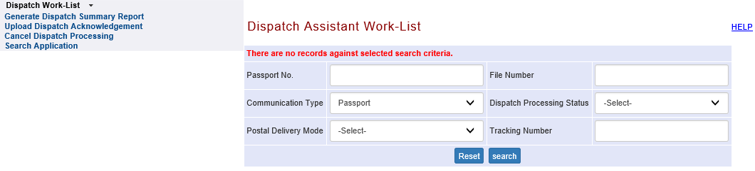 Dispatch Work-List
Generate Dispatch Summary Report
Upload Dispatch Acknowledgement
Cancel Dispatch Processing
Search Application
Dispatch Assistant Work-List
HELP
There are no records against selected search criteria.
Passport No. File Number
Communication Type Passport Dispatch Processing Status -Select-
Postal Delivery Mode -Select- Tracking Number
Reset search